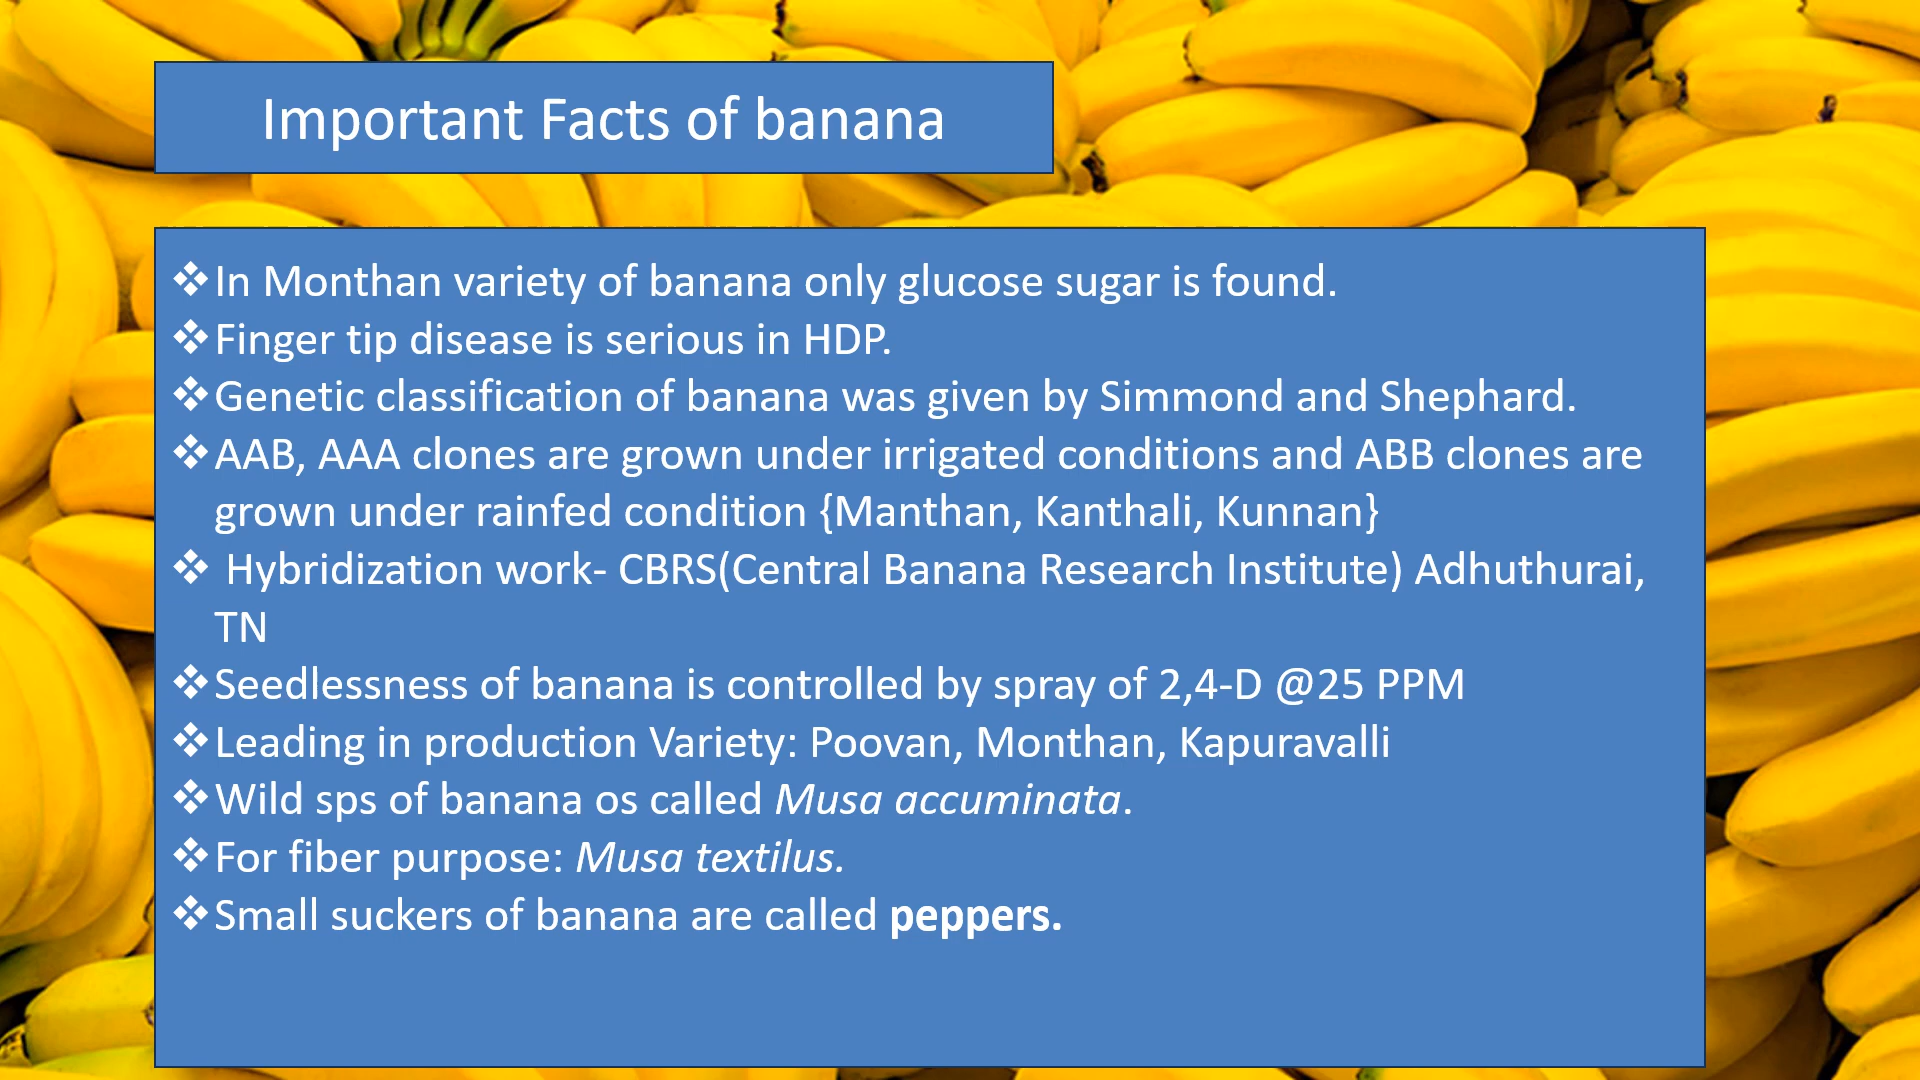 Important Facts of banana
❖In Monthan variety of banana only glucose sugar is found.
❖Finger tip disease is serious in HDP.
❖Genetic classification of banana was given by Simmond and Shephard.
❖AAB, AAA clones are grown under irrigated conditions and ABB clones are
grown under rainfed condition {Manthan, Kanthali, Kunnan}
❖ Hybridization work- CBRS(Central Banana Research Institute) Adhuthurai,
TN
❖Seedlessness of banana is controlled by spray of 2,4-D @25 PPM
❖Leading in production Variety: Poovan, Monthan, Kapuravalli
❖Wild sps of banana os called Musa accuminata.
❖For fiber purpose: Musa textilus.
❖Small suckers of banana are called peppers.